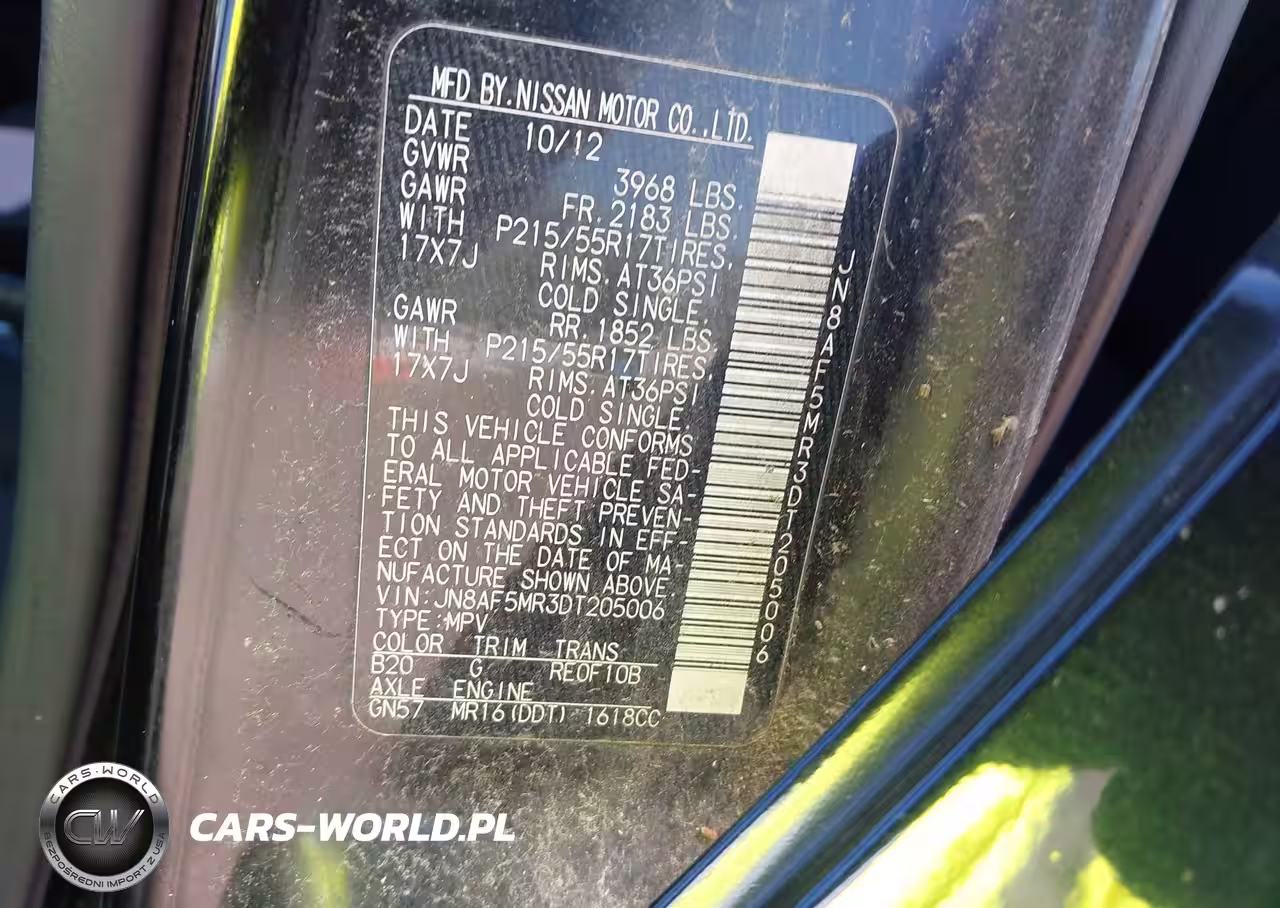 MFD BY.NISSAN MOTOR CO.,LTD.
DATE 10/12
GVWR 3968 LBS.
GAWR FR. 2183 LBS.
WITH P215/55R17TIRES,
17X7J RIMS.AT36PSI
COLD SINGLE.
GAWR RR. 1852 LBS.
WITH P215/55R17TIRES
17X7J RIMS.AT36PSI
COLD SINGLE
THIS VEHICLE CONFORMS
TO ALL APPLICABLE FED-
ERAL MOTOR VEHICLE SA-
FETY AND THEFT PREVEN-
TION STANDARDS IN EFF-
ECT ON THE DATE OF MA-
NUFACTURE SHOWN ABOVE.
VIN:JN8AF5MR3DT205006
TYPE:MPV
COLOR TRIM TRANS
B20 G RE0F10B
AXLE ENGINE
GN57 MR16(DDT) 1618CC
JN8AF5MR3DT205006
CARS-WORLD
CW
BEZPOŚREDNI IMPORT Z USA
CARS-WORLD.PL